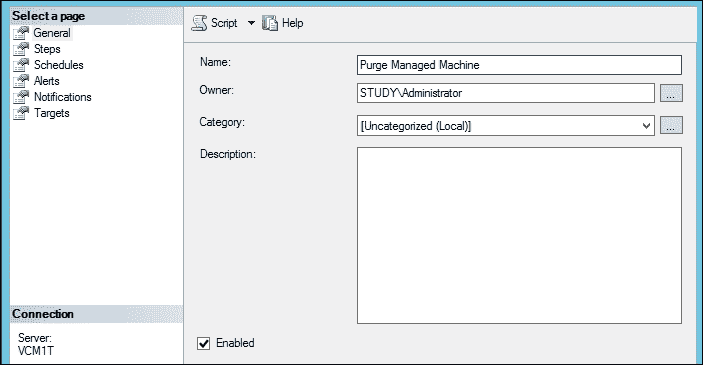 Select a page
General
Steps
Schedules
Alerts
Notifications
Targets
Script
Help
Name:
Purge Managed Machine
Owner:
STUDY\Administrator
...
Category:
[Uncategorized (Local)]
...
Description:
Enabled
Connection
Server:
VCM1T